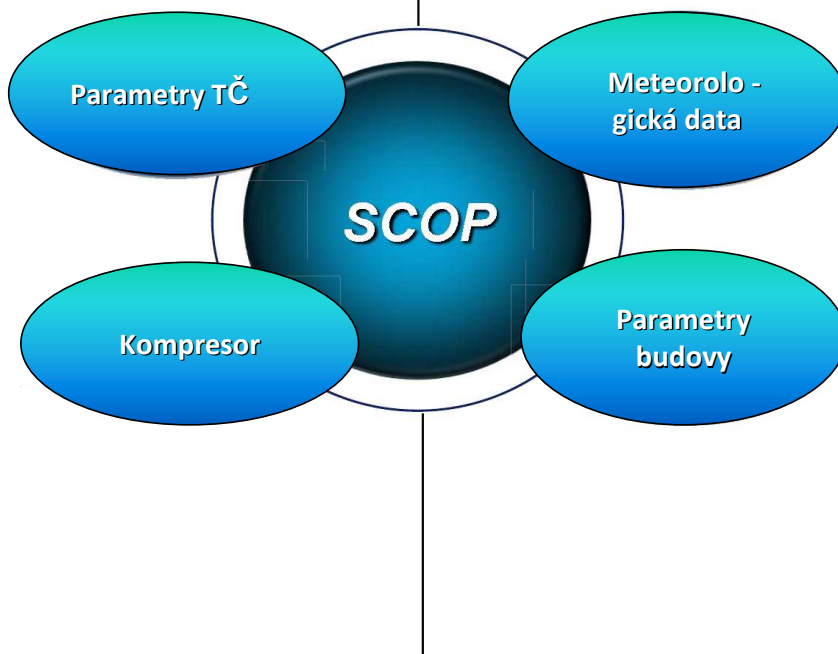 Parametry TČ
Meteorolo -
gická data
SCOP
Kompresor
Parametry
budovy